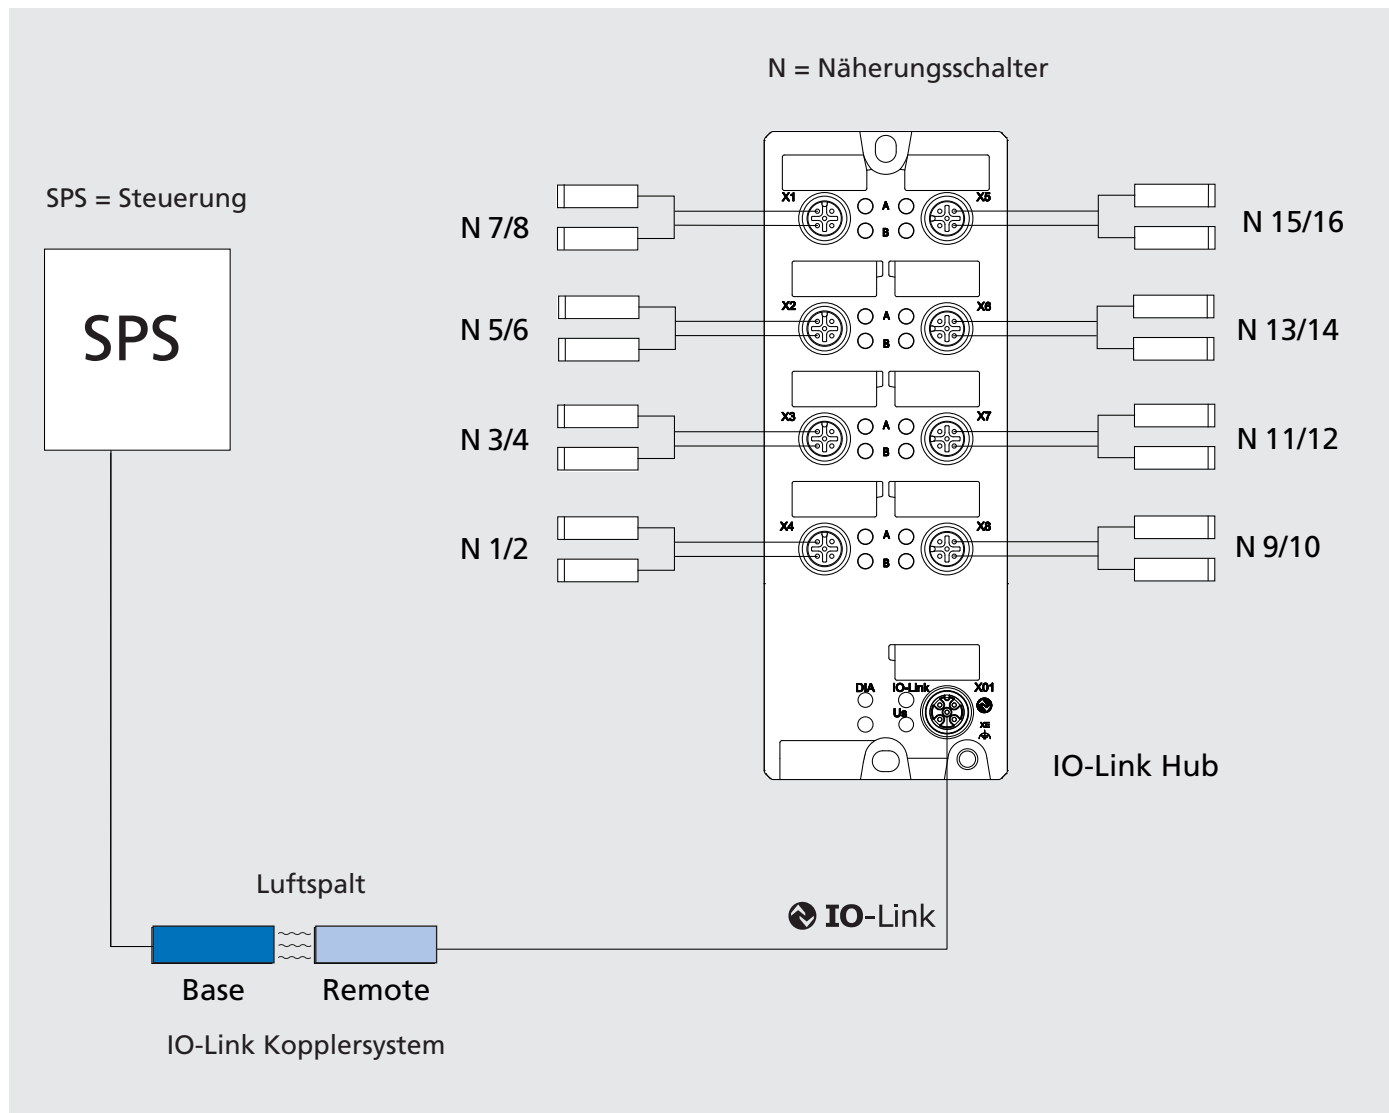 N = Näherungsschalter
SPS = Steuerung
SPS
N 7/8
X1
A
B
X5
N 15/16
N 5/6
X2
A
B
X6
N 13/14
N 3/4
X3
A
B
X7
N 11/12
N 1/2
X4
A
B
X8
N 9/10
DIA
IO-Link
X01
Us
XE
IO-Link Hub
Luftspalt
IO-Link
Base
Remote
IO-Link Kopplersystem